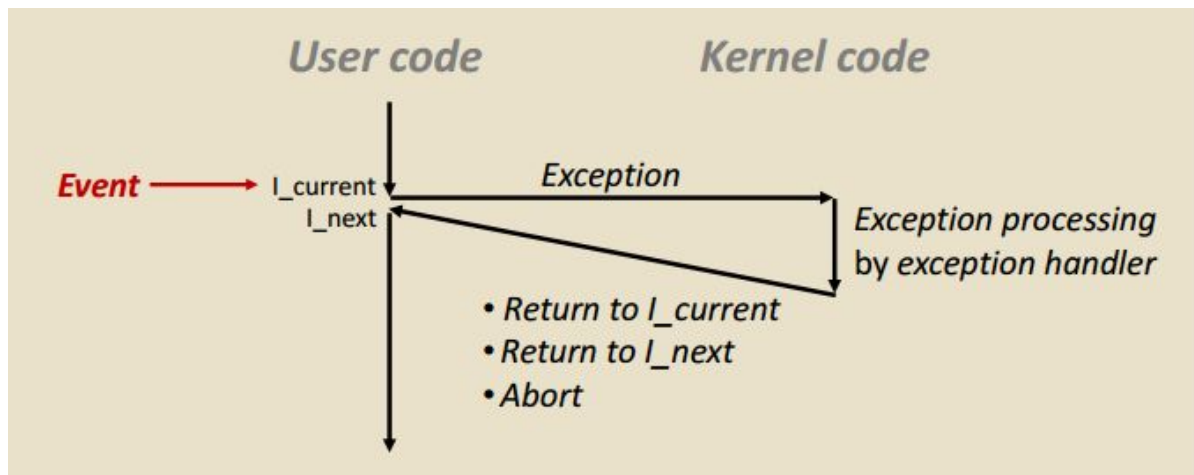 User code
Kernel code
Event
I_current
Exception
I_next
Exception processing
by exception handler
• Return to I_current
• Return to I_next
• Abort